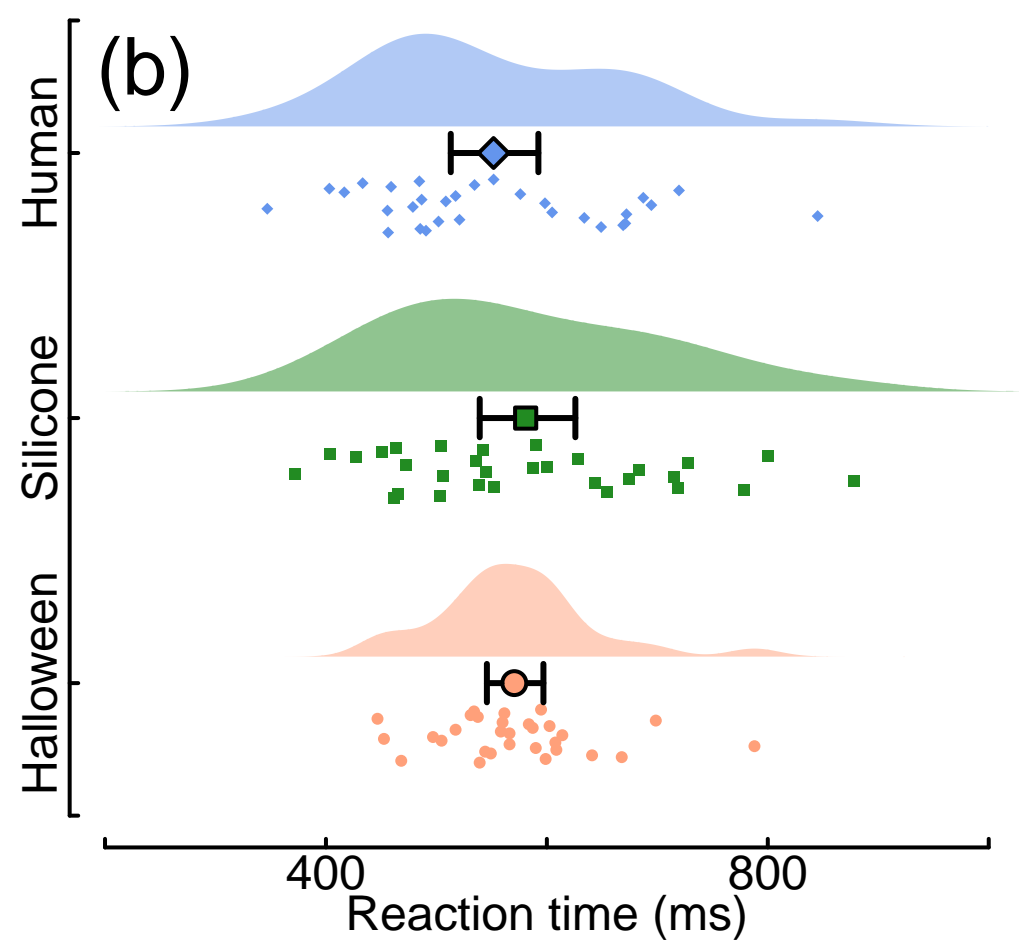 (b)
Human
Silicone
Halloween
400 800
Reaction time (ms)